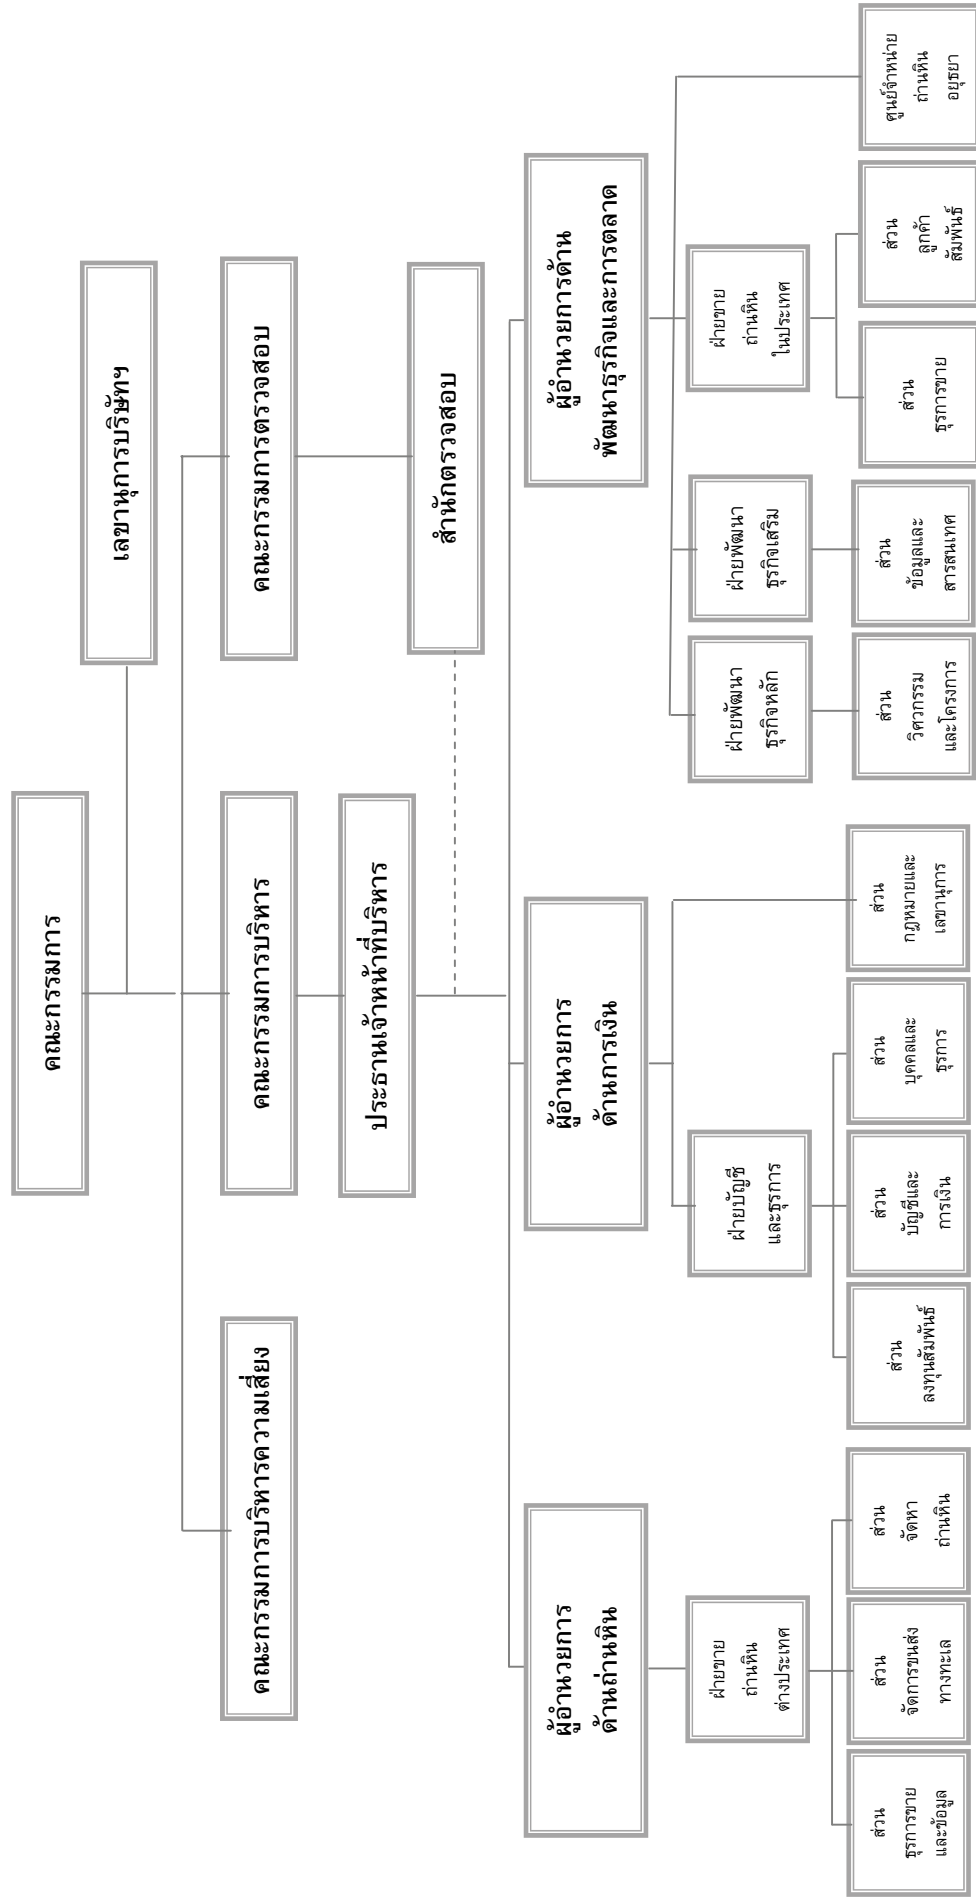 คณะกรรมการ
เลขานุการบริษัทฯ
คณะกรรมการบริหารความเสี่ยง
คณะกรรมการบริหาร
คณะกรรมการตรวจสอบ
ประธานเจ้าหน้าที่บริหาร
สำนักตรวจสอบ
ผู้อำนวยการ
ด้านถ่านหิน
ผู้อำนวยการ
ด้านการเงิน
ผู้อำนวยการด้าน
พัฒนาธุรกิจและการตลาด
ฝ่ายขาย
ถ่านหิน
ต่างประเทศ
ฝ่ายบัญชี
และธุรการ
ฝ่ายพัฒนา
ธุรกิจหลัก
ฝ่ายพัฒนา
ธุรกิจเสริม
ฝ่ายขาย
ถ่านหิน
ในประเทศ
ส่วน
ธุรการขาย
และข้อมูล
ส่วน
จัดการขนส่ง
ทางทะเล
ส่วน
จัดหา
ถ่านหิน
ส่วน
ลงทุนสัมพันธ์
ส่วน
บัญชีและ
การเงิน
ส่วน
บุคคลและ
ธุรการ
ส่วน
กฎหมายและ
เลขานุการ
ส่วน
วิศวกรรม
และโครงการ
ส่วน
ข้อมูลและ
สารสนเทศ
ส่วน
ธุรการขาย
ส่วน
ลูกค้า
สัมพันธ์
ศูนย์จำหน่าย
ถ่านหิน
อยุธยา